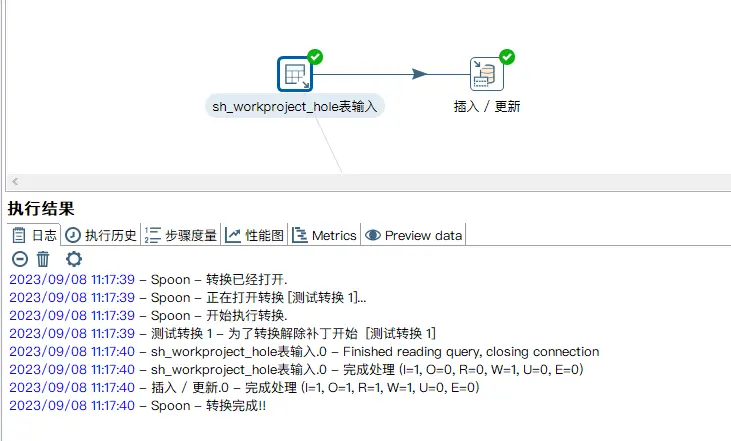 sh_workproject_hole表输入
插入 / 更新
执行结果
日志 执行历史 步骤度量 性能图 Metrics Preview data
2023/09/08 11:17:39 - Spoon - 转换已经打开.
2023/09/08 11:17:39 - Spoon - 正在打开转换 [测试转换 1]...
2023/09/08 11:17:39 - Spoon - 开始执行转换.
2023/09/08 11:17:39 - 测试转换 1 - 为了转换解除补丁开始  [测试转换 1]
2023/09/08 11:17:40 - sh_workproject_hole表输入.0 - Finished reading query, closing connection
2023/09/08 11:17:40 - sh_workproject_hole表输入.0 - 完成处理 (I=1, O=0, R=0, W=1, U=0, E=0)
2023/09/08 11:17:40 - 插入 / 更新.0 - 完成处理 (I=1, O=1, R=1, W=1, U=0, E=0)
2023/09/08 11:17:40 - Spoon - 转换完成!!